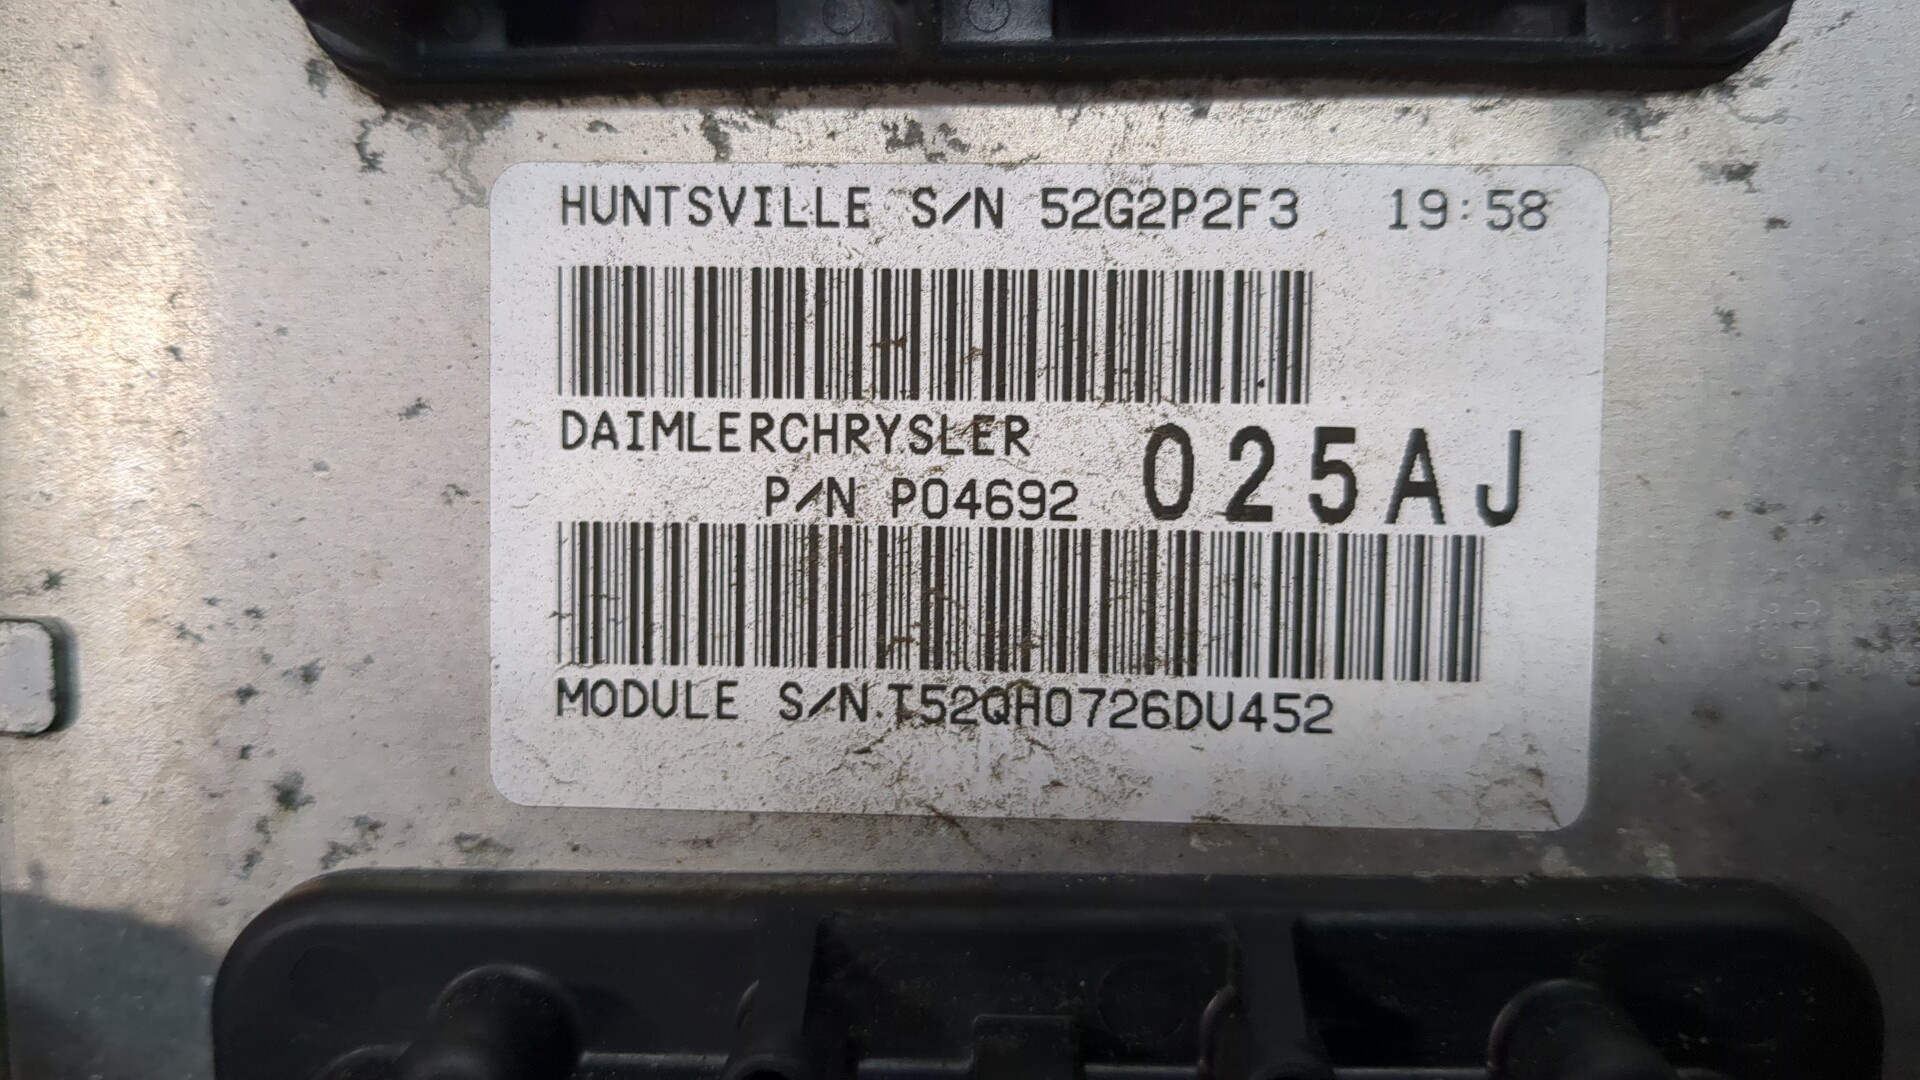 HUNTSVILLE S/N 52G2P2F3 19:58
DAIMLERCHRYSLER
P/N P04692 025AJ
MODULE S/N T52QH0726DU452